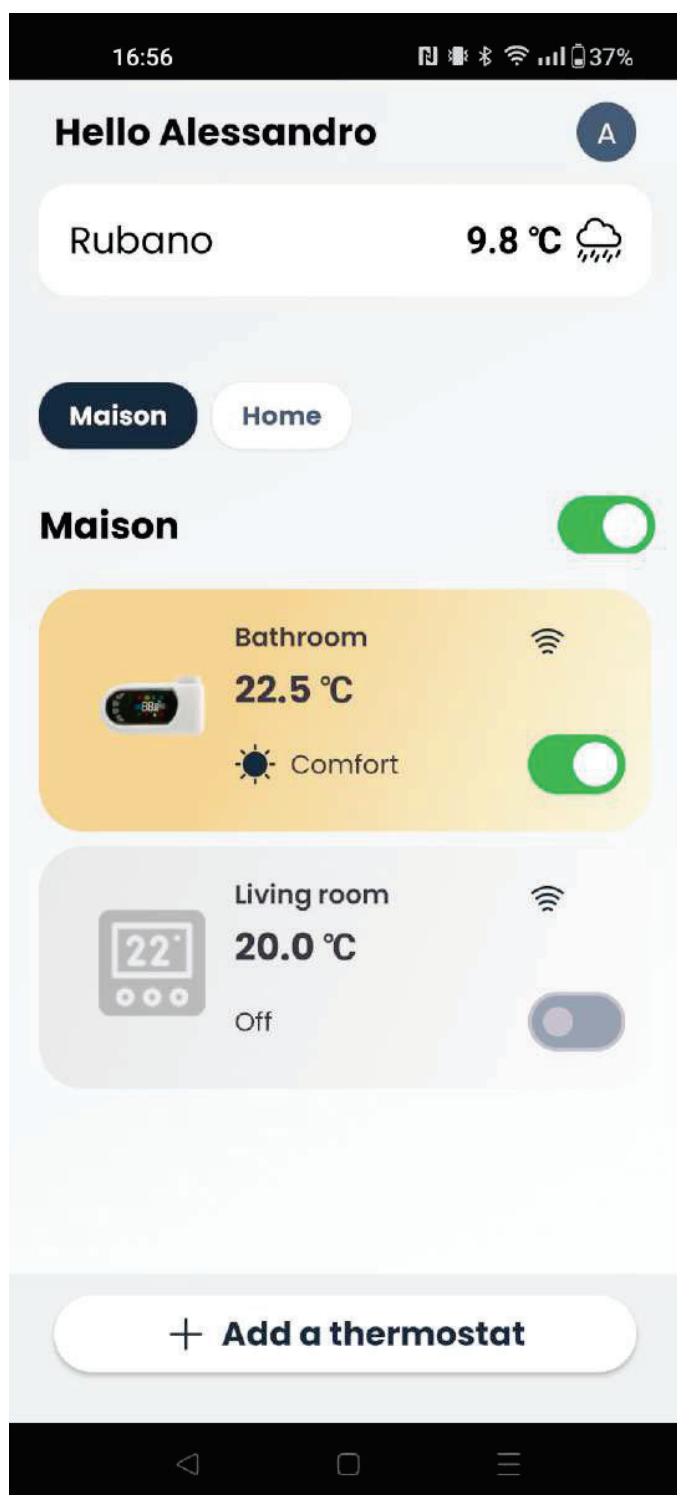 16:56 37%
Hello Alessandro A
Rubano 9.8 °C
Maison Home
Maison
Bathroom
22.5 °C
Comfort
Living room
22°
20.0 °C
Off
+ Add a thermostat